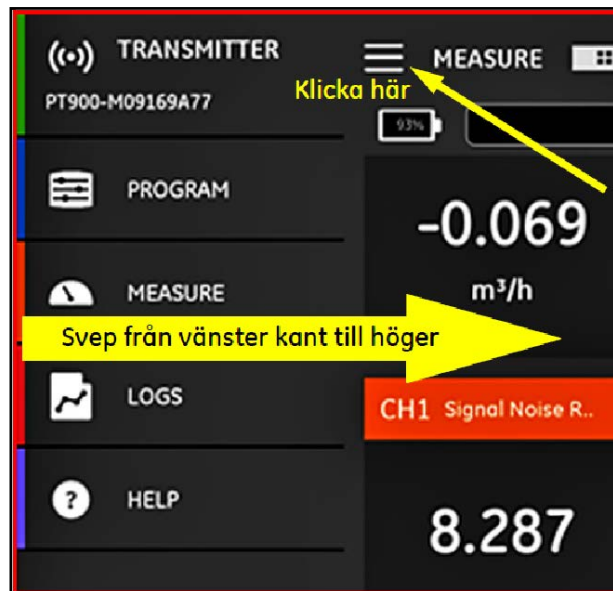 TRANSMITTER
PT900-M09169A77
PROGRAM
MEASURE
LOGS
HELP
MEASURE
Klicka här
93%
-0.069
m³/h
Svep från vänster kant till höger
CH1 Signal Noise R..
8.287